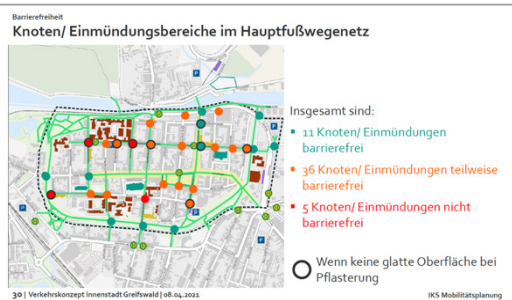 Barrierefreiheit
Knoten/ Einmündungsbereiche im Hauptfußwegenetz
Insgesamt sind:
11 Knoten/ Einmündungen
barrierefrei
36 Knoten/ Einmündungen teilweise
barrierefrei
5 Knoten/ Einmündungen nicht
barrierefrei
Wenn keine glatte Oberfläche bei
Pflasterung
30 | Verkehrskonzept Innenstadt Greifswald | 08.04.2021
IKS Mobilitätsplanung